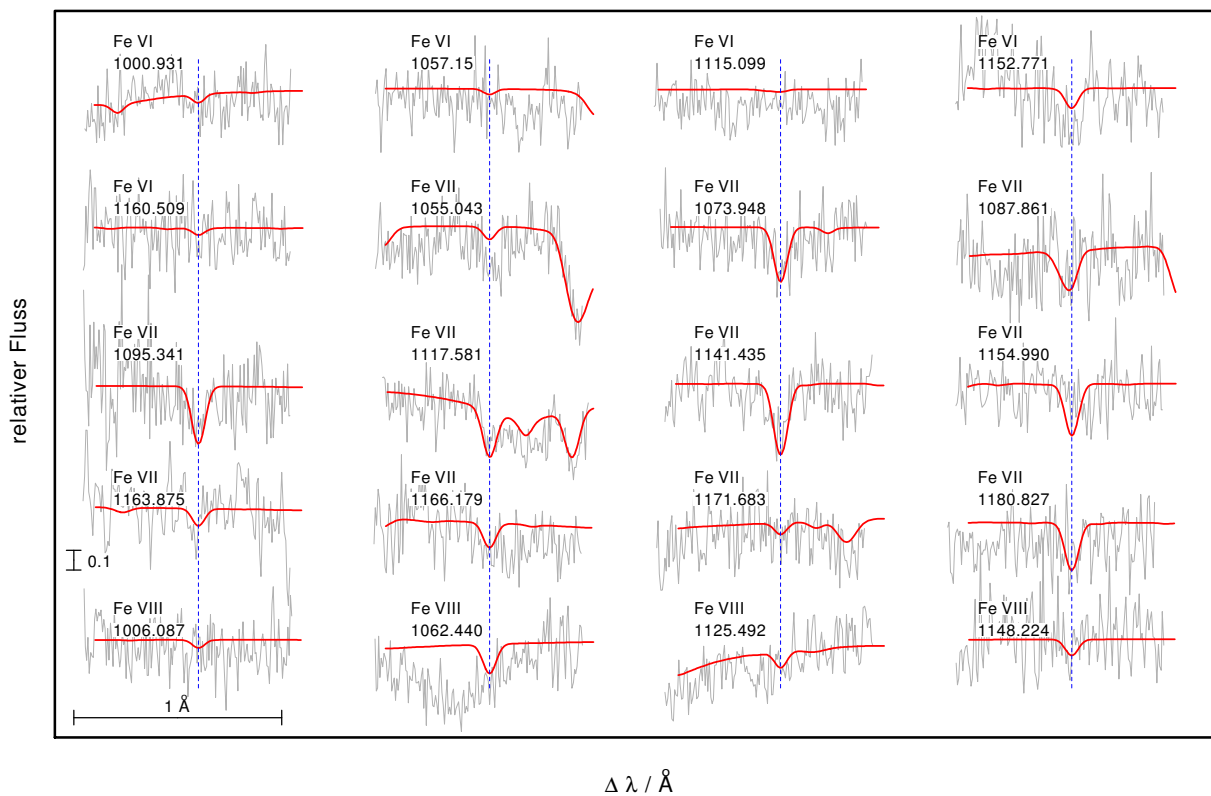 Fe VI
1000.931
Fe VI
1057.15
Fe VI
1115.099
Fe VI
1152.771
Fe VI
1160.509
Fe VII
1055.043
Fe VII
1073.948
Fe VII
1087.861
Fe VII
1095.341
Fe VII
1117.581
Fe VII
1141.435
Fe VII
1154.990
Fe VII
1163.875
Fe VII
1166.179
Fe VII
1171.683
Fe VII
1180.827
0.1
Fe VIII
1006.087
Fe VIII
1062.440
Fe VIII
1125.492
Fe VIII
1148.224
1 Å
relativer Fluss
Δ λ / Å